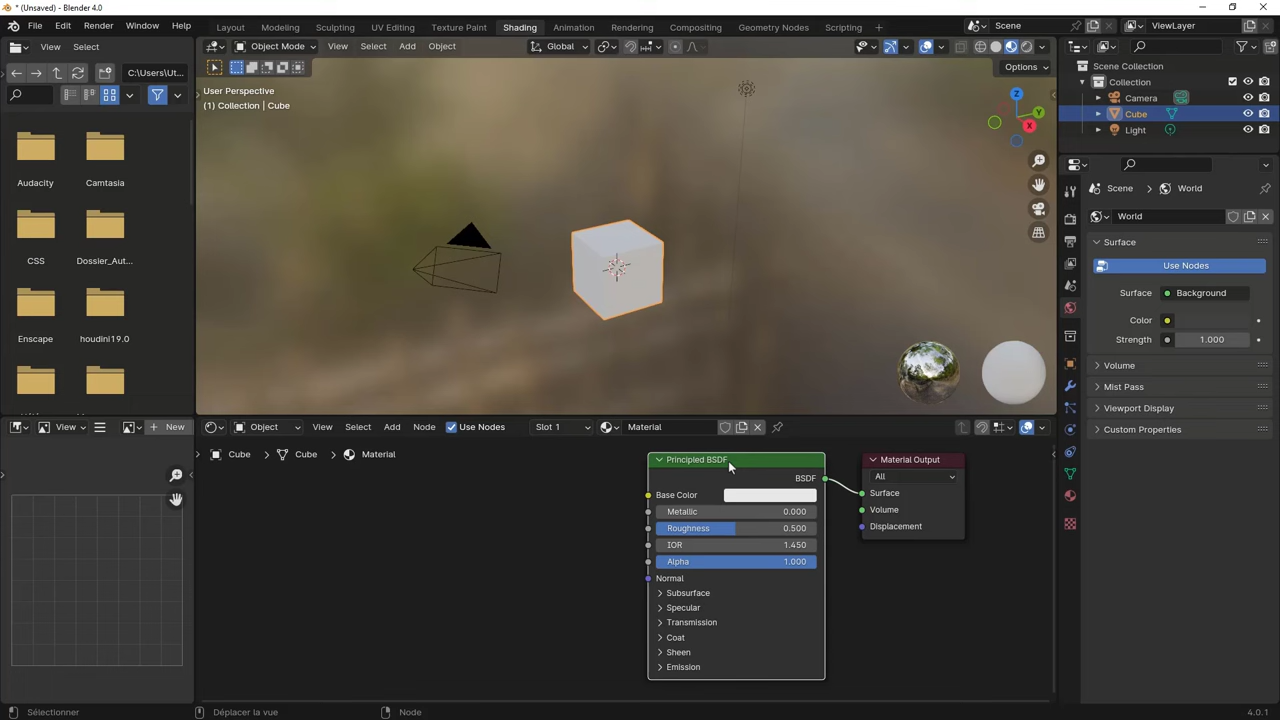 * (Unsaved) - Blender 4.0
File Edit Render Window Help Layout Modeling Sculpting UV Editing Texture Paint Shading Animation Rendering Compositing Geometry Nodes Scripting Scene ViewLayer
View Select Object Mode View Select Add Object Global
C:\Users\Ut... Options
Scene Collection
Collection
Camera
Cube
Light
User Perspective
(1) Collection | Cube
Z
Y
X
Audacity Camtasia
CSS Dossier_Aut...
Enscape houdini19.0
Scene World
World
Surface
Use Nodes
Surface Background
Color
Strength 1.000
Volume
Mist Pass
Viewport Display
Custom Properties
View New
Object View Select Add Node Use Nodes Slot 1 Material
Cube Cube Material
Principled BSDF
BSDF
Base Color
Metallic 0.000
Roughness 0.500
IOR 1.450
Alpha 1.000
Normal
Subsurface
Specular
Transmission
Coat
Sheen
Emission
Material Output
All
Surface
Volume
Displacement
Sélectionner Déplacer la vue Node 4.0.1